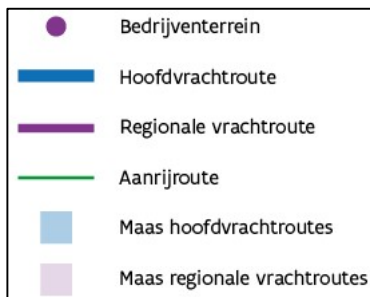 Bedrijventerrein
Hoofdvrachtroute
Regionale vrachtroute
Aanrijroute
Maas hoofdvrachtroutes
Maas regionale vrachtroutes